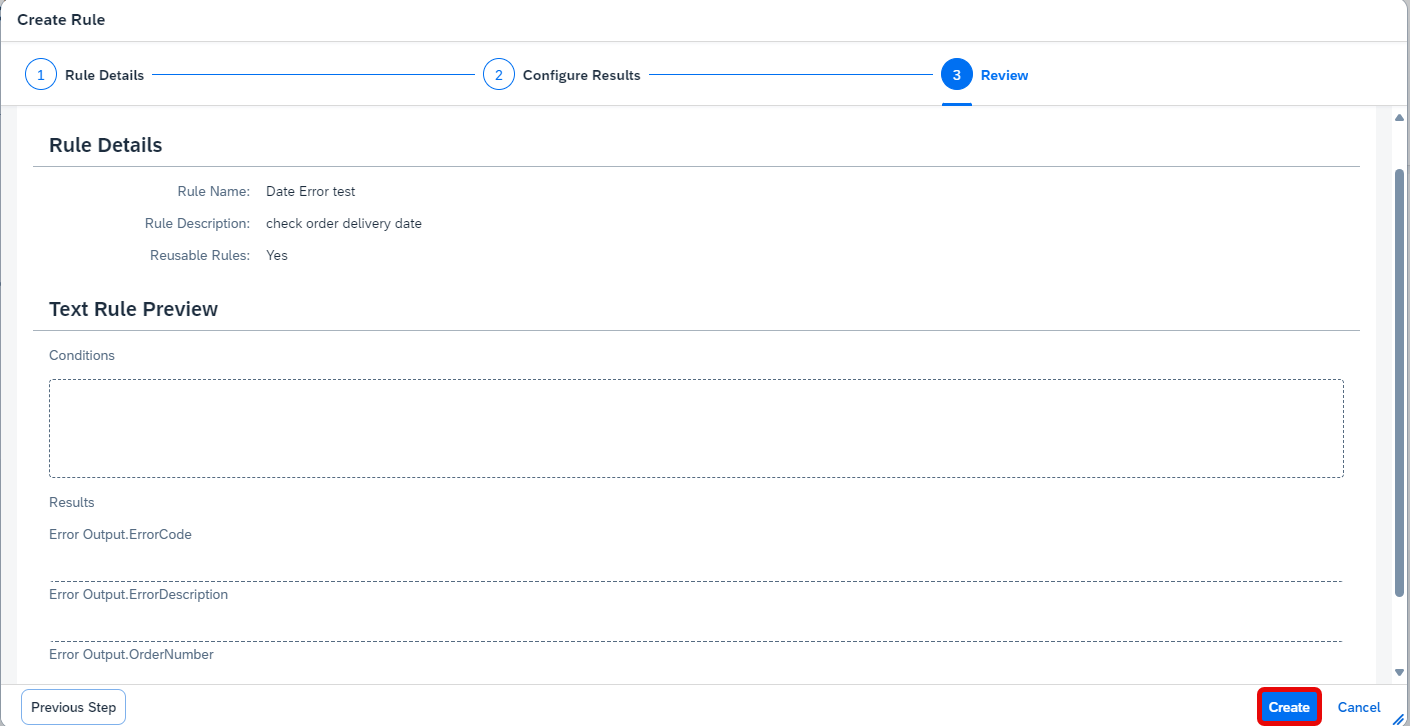 Create Rule
1 Rule Details 2 Configure Results 3 Review
Rule Details
Rule Name: Date Error test
Rule Description: check order delivery date
Reusable Rules: Yes
Text Rule Preview
Conditions
Results
Error Output.ErrorCode
Error Output.ErrorDescription
Error Output.OrderNumber
Previous Step Create Cancel